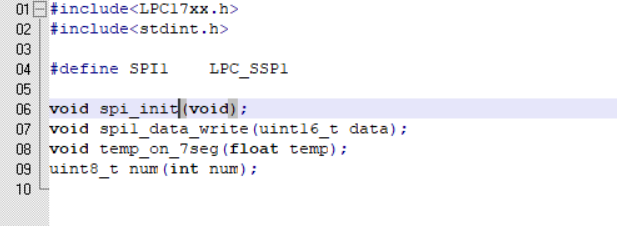 01 #include<LPC17xx.h>
02 #include<stdint.h>
03
04 #define SPI1    LPC_SSP1
05
06 void spi_init(void);
07 void spi1_data_write(uint16_t data);
08 void temp_on_7seg(float temp);
09 uint8_t num(int num);
10